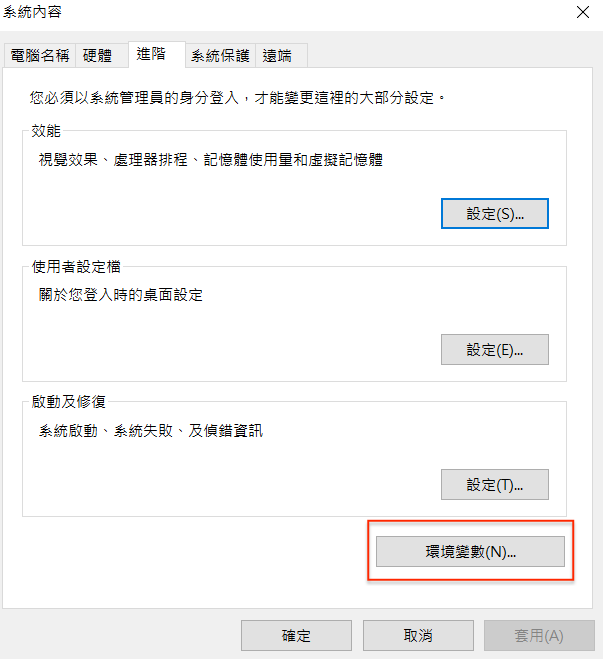 系統內容
電腦名稱 硬體 進階 系統保護 遠端
您必須以系統管理員的身分登入，才能變更這裡的大部分設定。
效能
視覺效果、處理器排程、記憶體使用量和虛擬記憶體
設定(S)...
使用者設定檔
關於您登入時的桌面設定
設定(E)...
啟動及修復
系統啟動、系統失敗、及偵錯資訊
設定(T)...
環境變數(N)...
確定 取消 套用(A)